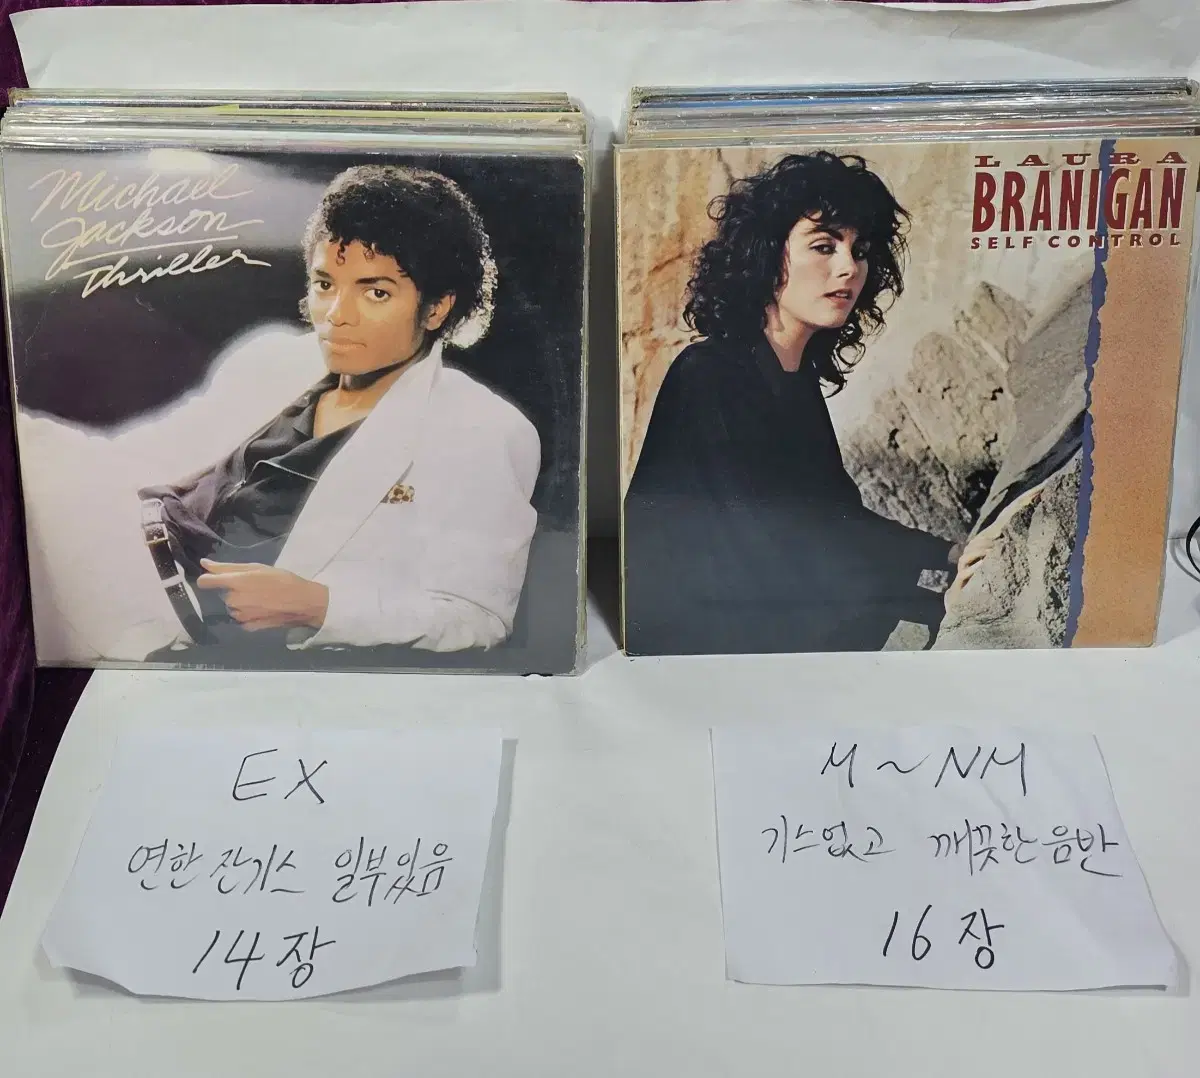 Michael
Jackson
Thriller
LAURA
BRANIGAN
SELF CONTROL
EX
연한 잔기스 일부있음
14장
M ~ NM
기스없고 깨끗한 음반
16장